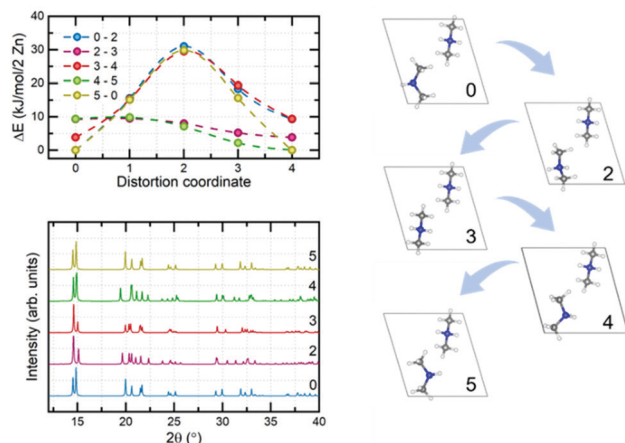 ΔE (kJ/mol/2 Zn)
40
30
20
10
0
0 - 2
2 - 3
3 - 4
4 - 5
5 - 0
0 1 2 3 4
Distortion coordinate
Intensity (arb. units)
5
4
3
2
0
15 20 25 30 35 40
2θ (°)
0
2
3
4
5